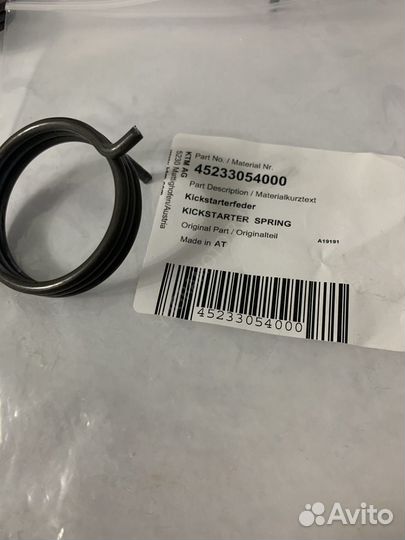 KTM AG
5230 Mattighofen/Austria
Part No. / Material Nr.
45233054000
Part Description / Materialkurztext
Kickstarterfeder
KICKSTARTER SPRING
Original Part / Originalteil
Made in AT
A19191
45233054000
Avito